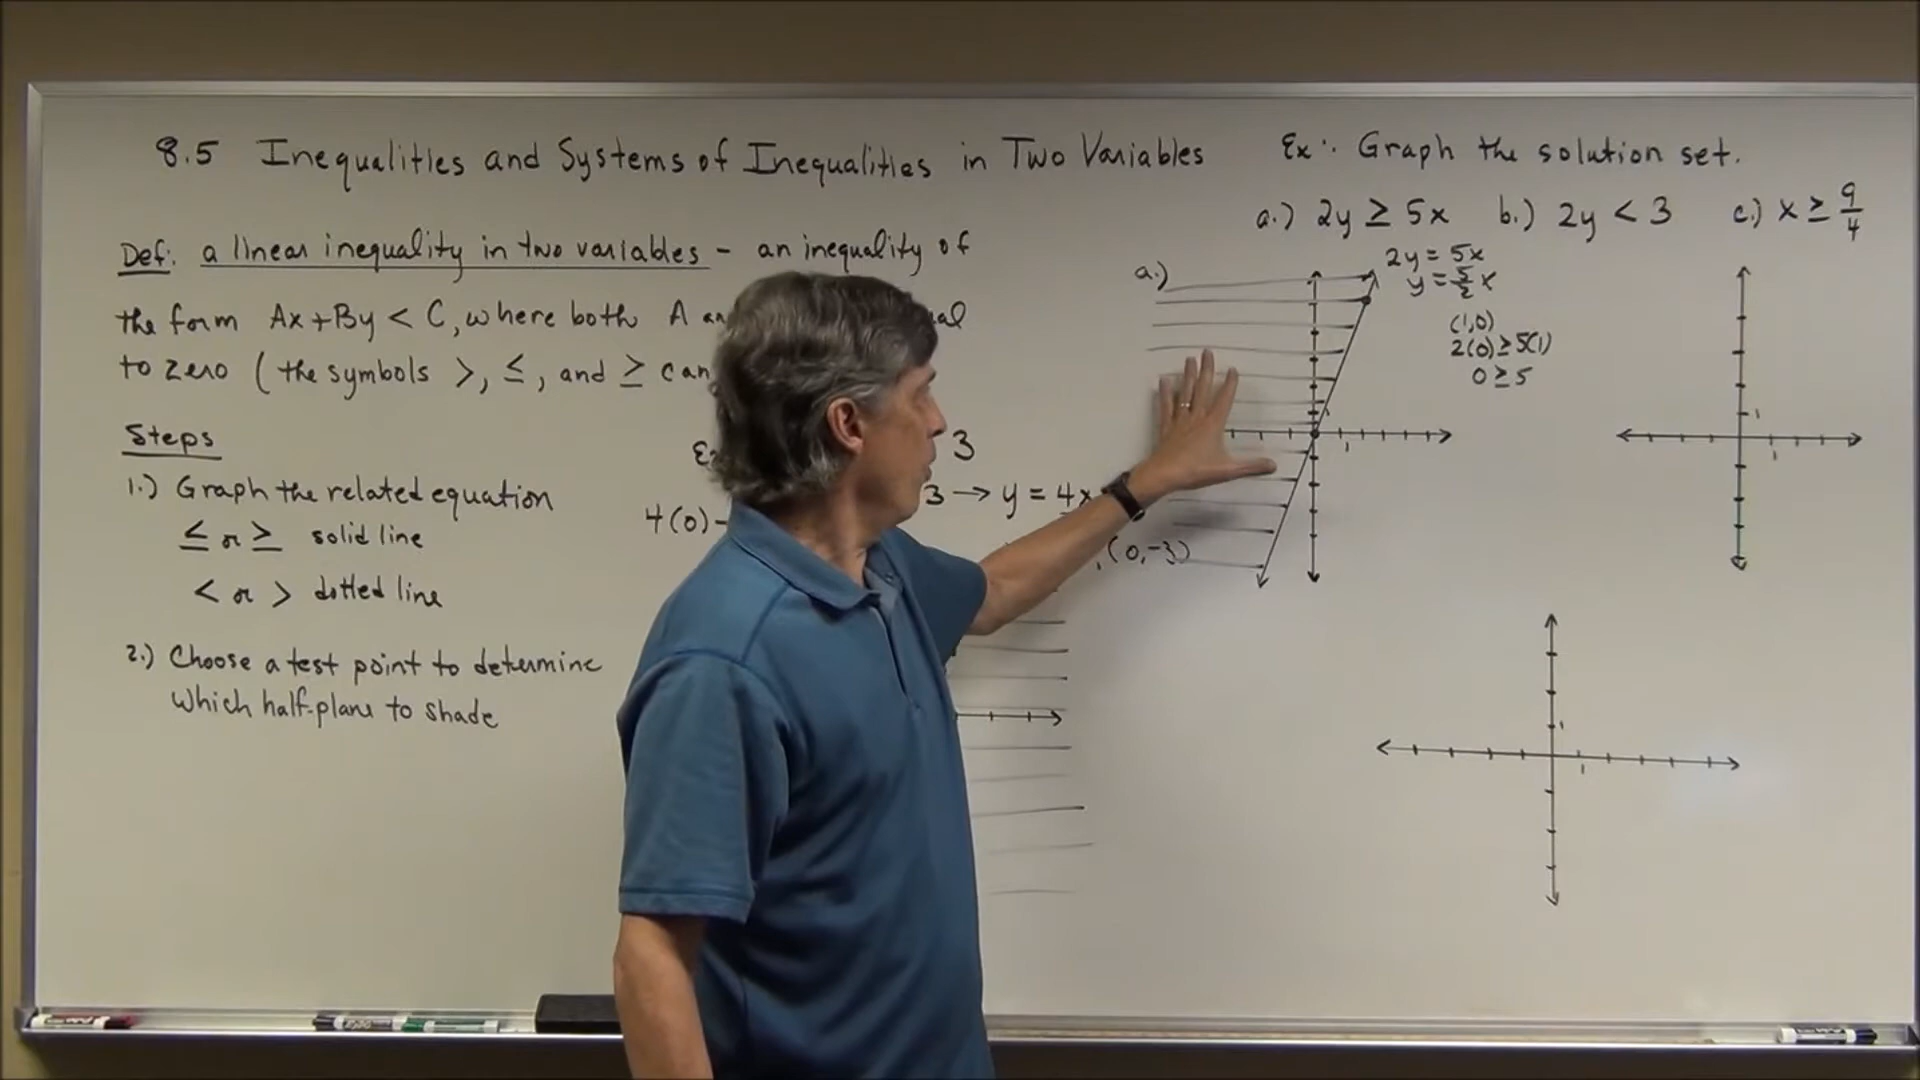 8.5 Inequalities and Systems of Inequalities in Two Variables
Def: a linear inequality in two variables - an inequality of
the form Ax+By < C, where both A
to zero (the symbols >, ≤, and ≥ can
Steps
1.) Graph the related equation
≤ or ≥ solid line
< or > dotted line
2.) Choose a test point to determine
which half-plane to shade
3
4(0)-
3 → y = 4x
(0,-3)
Ex: Graph the solution set.
a.) 2y ≥ 5x b.) 2y < 3 c.) x ≥ 9/4
a.)
2y = 5x
y = 5/2 x
(1,0)
2(0) ≥ 5(1)
0 ≥ 5
1
1
1
1
1
1